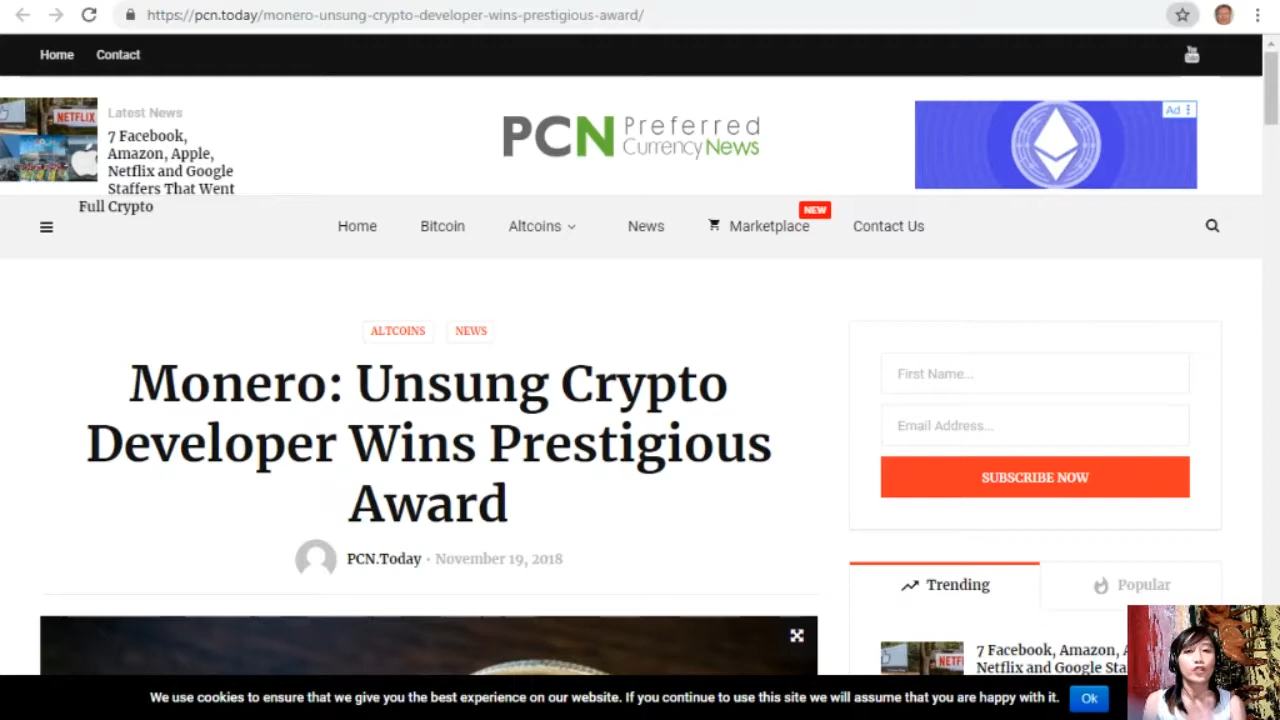 https://pcn.today/monero-unsung-crypto-developer-wins-prestigious-award/
Home Contact
You Tube
NETFLIX
Latest News
7 Facebook,
Amazon, Apple,
Netflix and Google
Staffers That Went
Full Crypto
PCN Preferred
Currency News
Ad
Home Bitcoin Altcoins News Marketplace NEW Contact Us
ALTCOINS NEWS
Monero: Unsung Crypto
Developer Wins Prestigious
Award
PCN.Today · November 19, 2018
First Name...
Email Address...
SUBSCRIBE NOW
Trending Popular
NETFLI
7 Facebook, Amazon, A
Netflix and Google Sta
We use cookies to ensure that we give you the best experience on our website. If you continue to use this site we will assume that you are happy with it. Ok